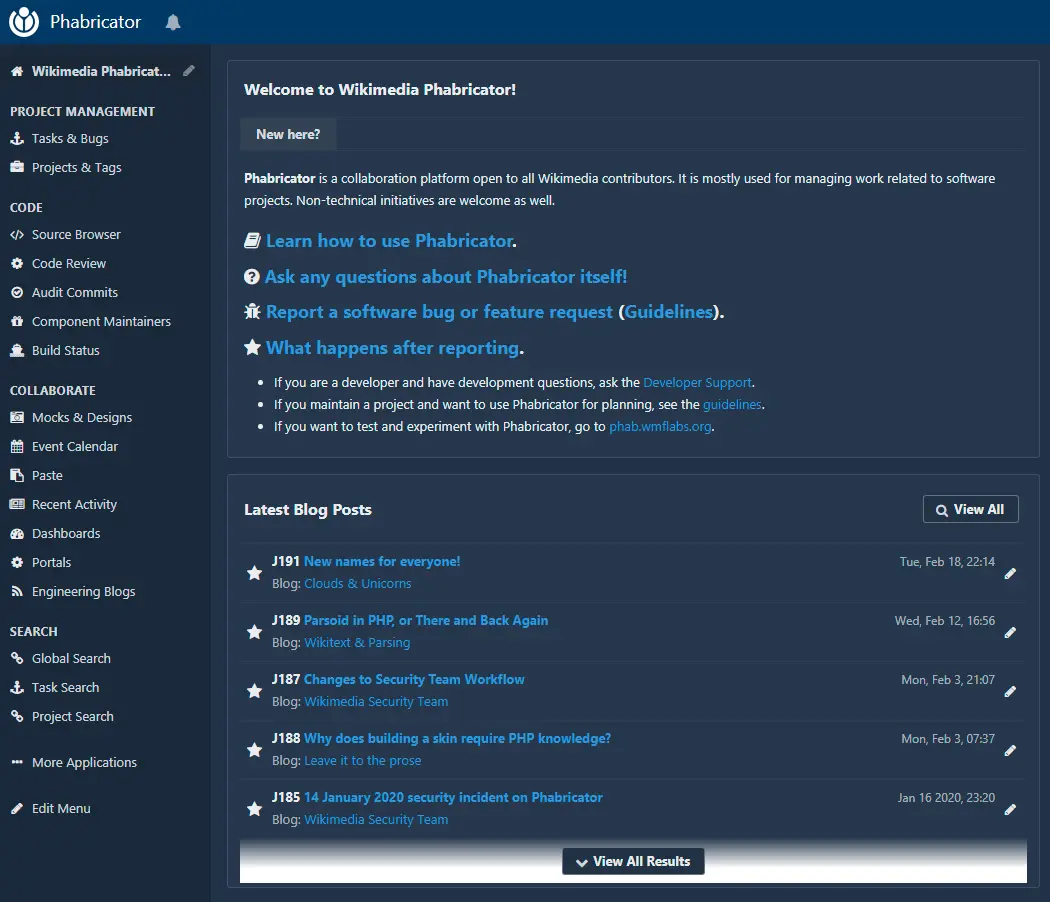 Phabricator
Wikimedia Phabricat...
PROJECT MANAGEMENT
Tasks & Bugs
Projects & Tags
CODE
Source Browser
Code Review
Audit Commits
Component Maintainers
Build Status
COLLABORATE
Mocks & Designs
Event Calendar
Paste
Recent Activity
Dashboards
Portals
Engineering Blogs
SEARCH
Global Search
Task Search
Project Search
More Applications
Edit Menu
Welcome to Wikimedia Phabricator!
New here?
Phabricator is a collaboration platform open to all Wikimedia contributors. It is mostly used for managing work related to software
projects. Non-technical initiatives are welcome as well.
Learn how to use Phabricator.
Ask any questions about Phabricator itself!
Report a software bug or feature request (Guidelines).
What happens after reporting.
• If you are a developer and have development questions, ask the Developer Support.
• If you maintain a project and want to use Phabricator for planning, see the guidelines.
• If you want to test and experiment with Phabricator, go to phab.wmflabs.org.
Latest Blog Posts
View All
J191 New names for everyone! Tue, Feb 18, 22:14
Blog: Clouds & Unicorns
J189 Parsoid in PHP, or There and Back Again Wed, Feb 12, 16:56
Blog: Wikitext & Parsing
J187 Changes to Security Team Workflow Mon, Feb 3, 21:07
Blog: Wikimedia Security Team
J188 Why does building a skin require PHP knowledge? Mon, Feb 3, 07:37
Blog: Leave it to the prose
J185 14 January 2020 security incident on Phabricator Jan 16 2020, 23:20
Blog: Wikimedia Security Team
View All Results